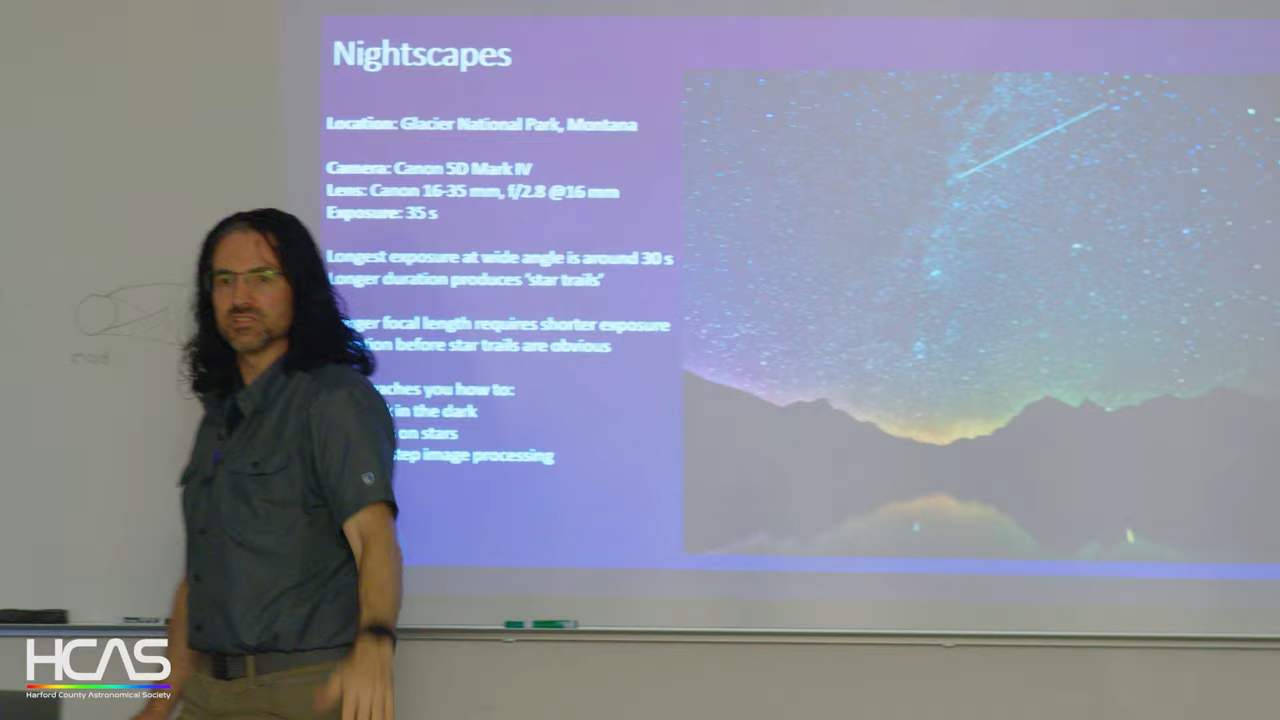 Nightscapes
Location: Glacier National Park, Montana
Camera: Canon 5D Mark IV
Lens: Canon 16-35 mm, f/2.8 @16 mm
Exposure: 35 s
Longest exposure at wide angle is around 30 s
Longer duration produces 'star trails'
focal length requires shorter exposure
before star trails are obvious
you how to:
in the dark
on stars
step image processing
HCAS
Harford County Astronomical Society